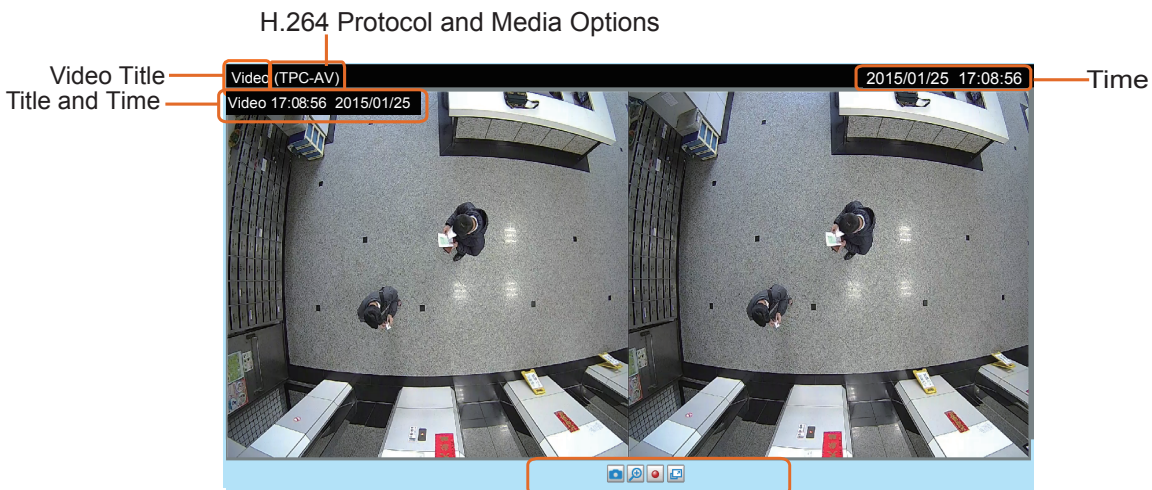 H.264 Protocol and Media Options
Video Title
Video (TPC-AV)
2015/01/25 17:08:56
Time
Title and Time
Video 17:08:56 2015/01/25